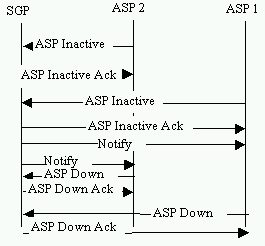 SGP ASP 2 ASP 1
ASP Inactive
ASP Inactive Ack
ASP Inactive
ASP Inactive Ack
Notify
Notify
ASP Down
ASP Down Ack
ASP Down
ASP Down Ack